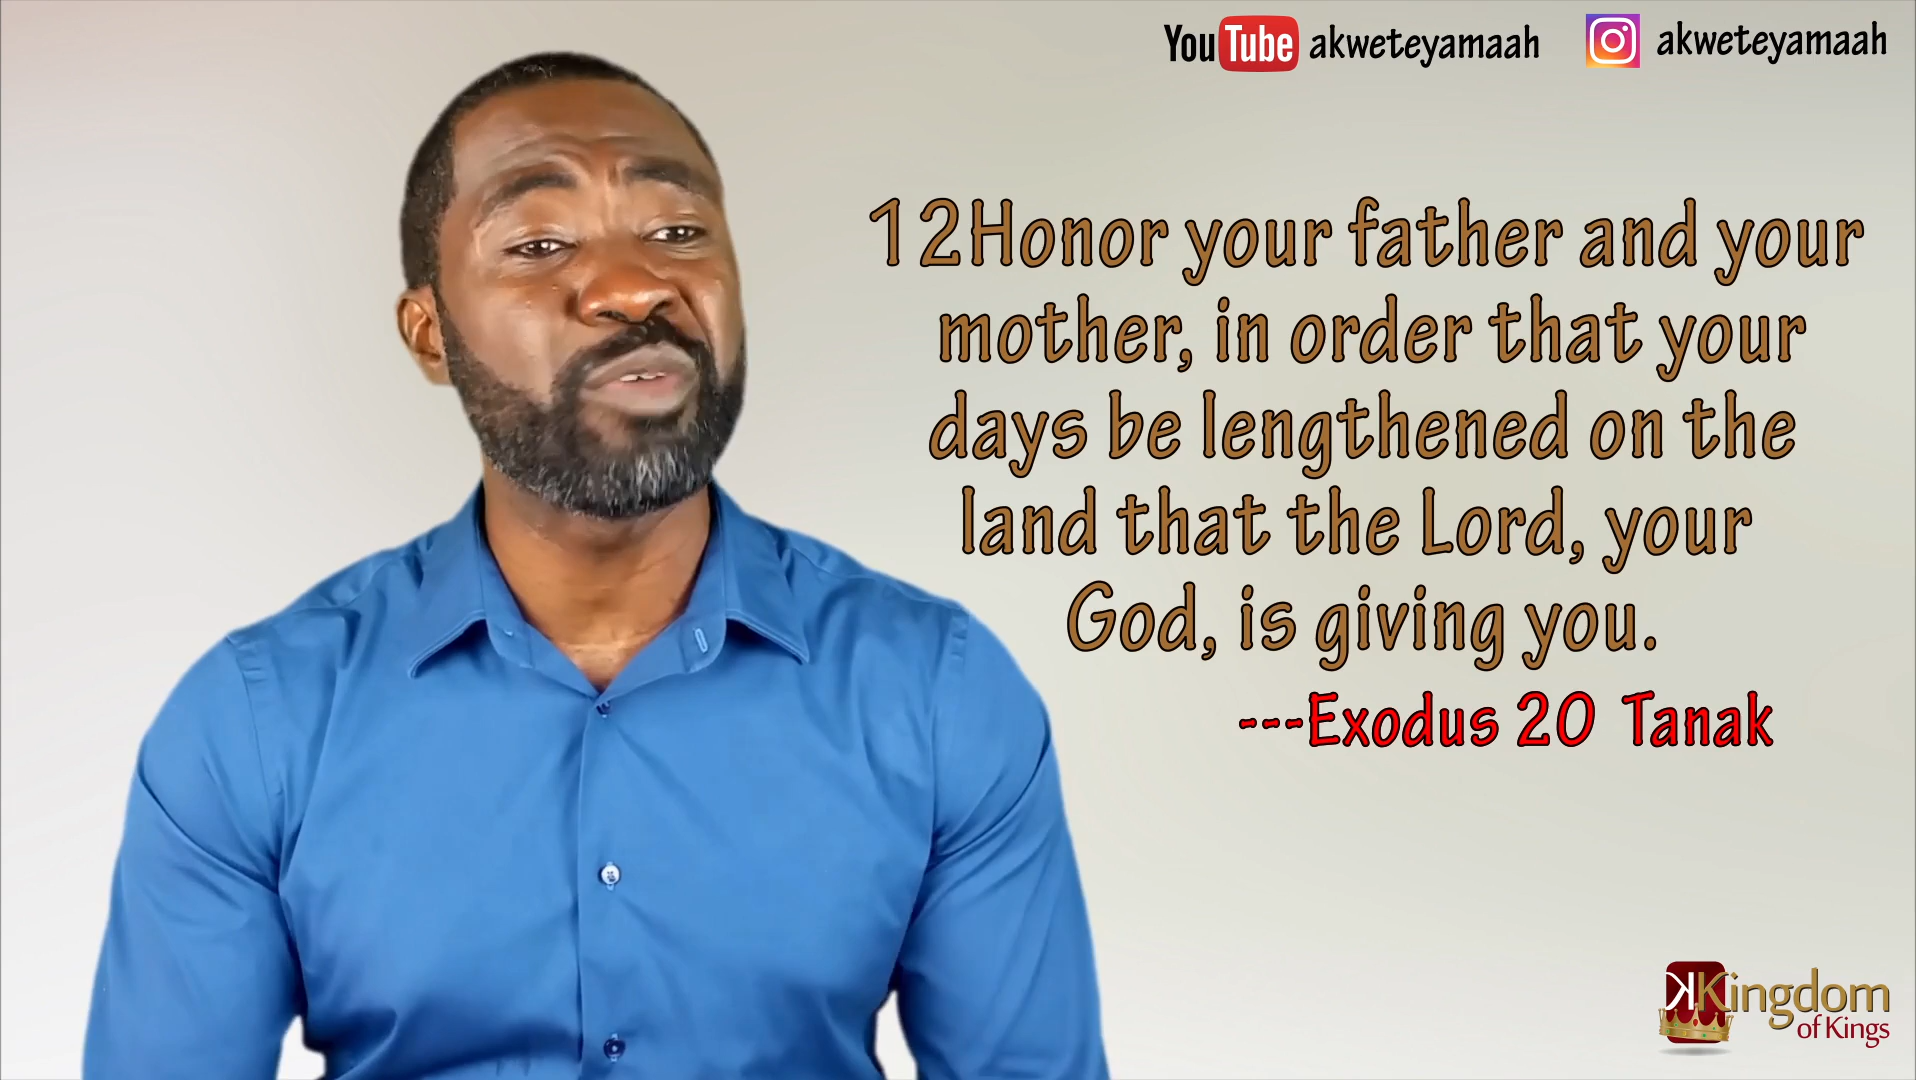 YouTube akweteyamaah akweteyamaah
12Honor your father and your
mother, in order that your
days be lengthened on the
land that the Lord, your
God, is giving you.
---Exodus 20 Tanak
KKingdom
of Kings